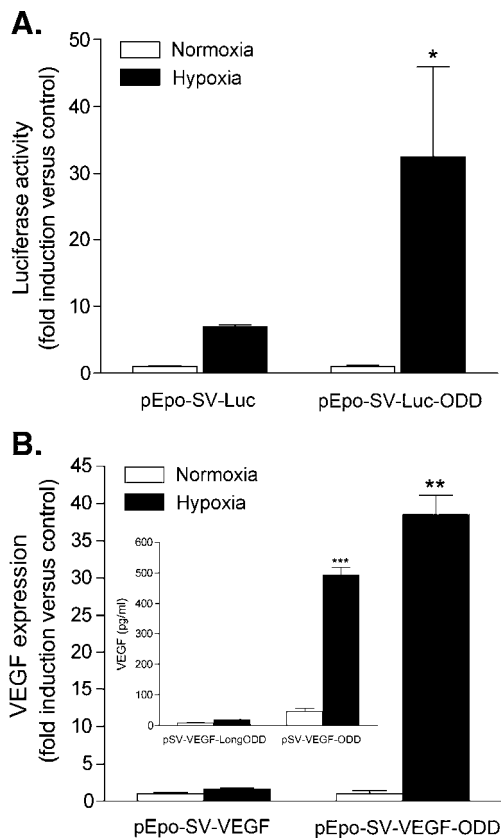 A.
Normoxia
Hypoxia
Luciferase activity
(fold induction versus control)
50
40
30
20
10
0
*
pEpo-SV-Luc
pEpo-SV-Luc-ODD
B.
Normoxia
Hypoxia
VEGF expression
(fold induction versus control)
45
40
35
30
25
20
15
10
5
0
**
VEGF (pg/ml)
600
500
400
300
200
100
0
***
pSV-VEGF-LongODD
pSV-VEGF-ODD
pEpo-SV-VEGF
pEpo-SV-VEGF-ODD